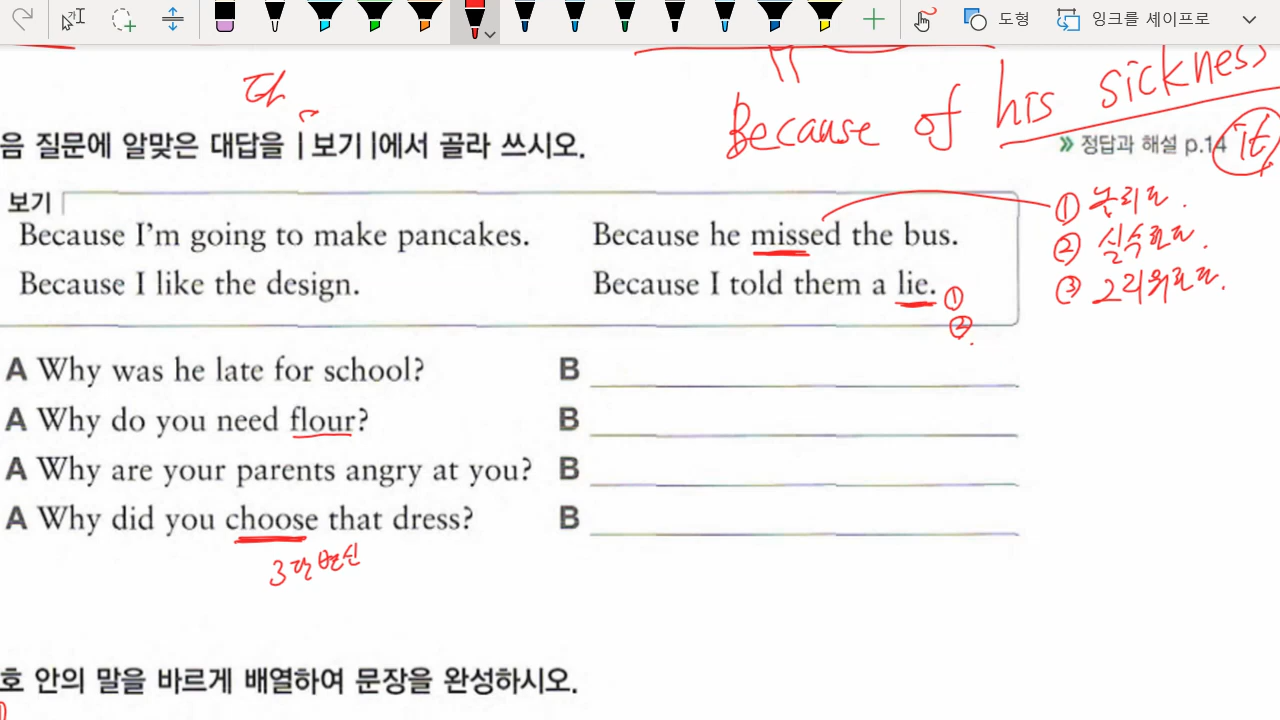 도형 잉크를 셰이프로
단
Because of his sickness
음 질문에 알맞은 대답을 |보기|에서 골라 쓰시오.
정답과 해설 p.14
it
보기
Because I'm going to make pancakes. Because he missed the bus.
Because I like the design. Because I told them a lie.
① 놓치다.
②
③ 그리워하다.
①
②
A Why was he late for school? B
A Why do you need flour? B
A Why are your parents angry at you? B
A Why did you choose that dress? B
3단 변신
호 안의 말을 바르게 배열하여 문장을 완성하시오.